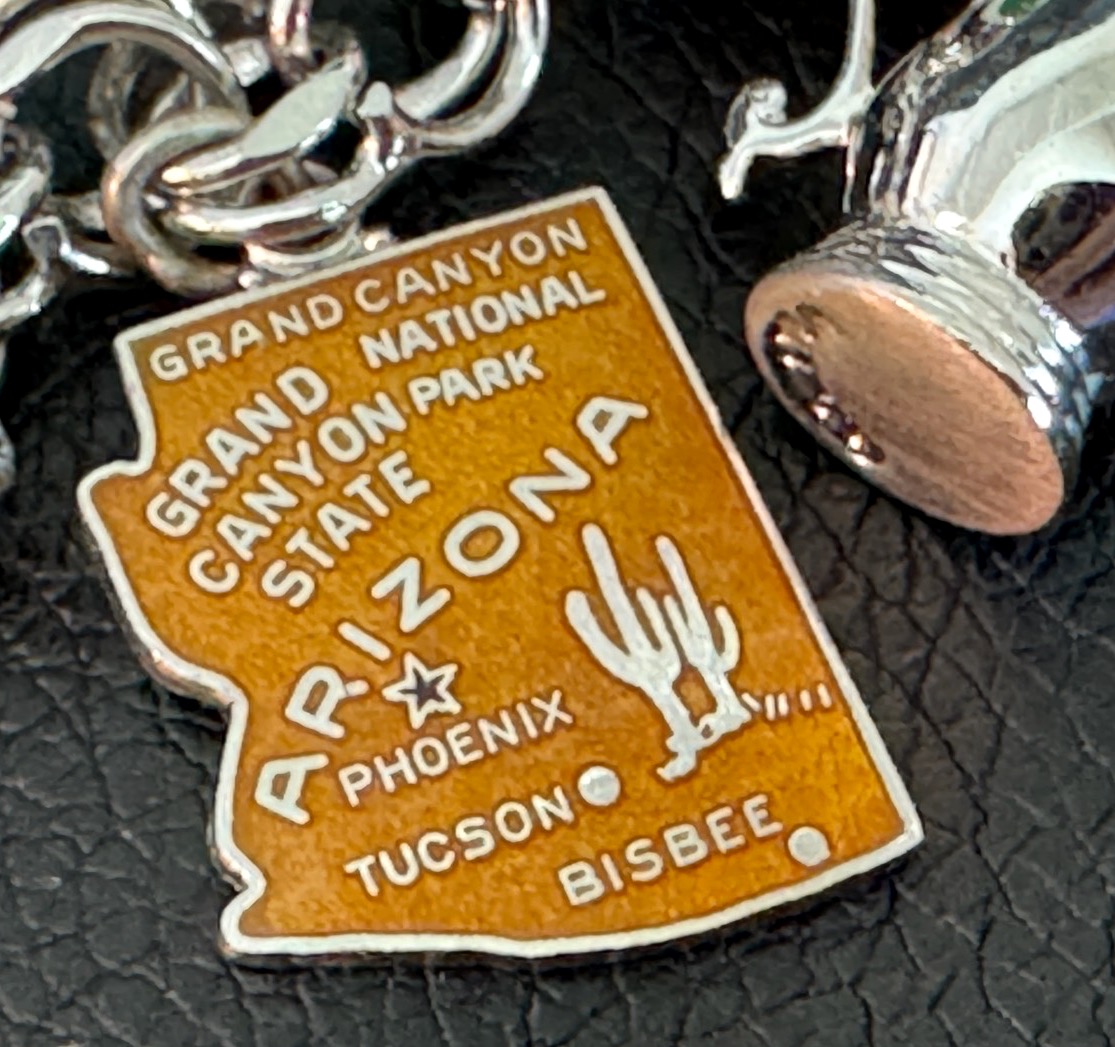 GRAND CANYON
NATIONAL
PARK
GRAND
CANYON
STATE
ARIZONA
PHOENIX
TUCSON
BISBEE